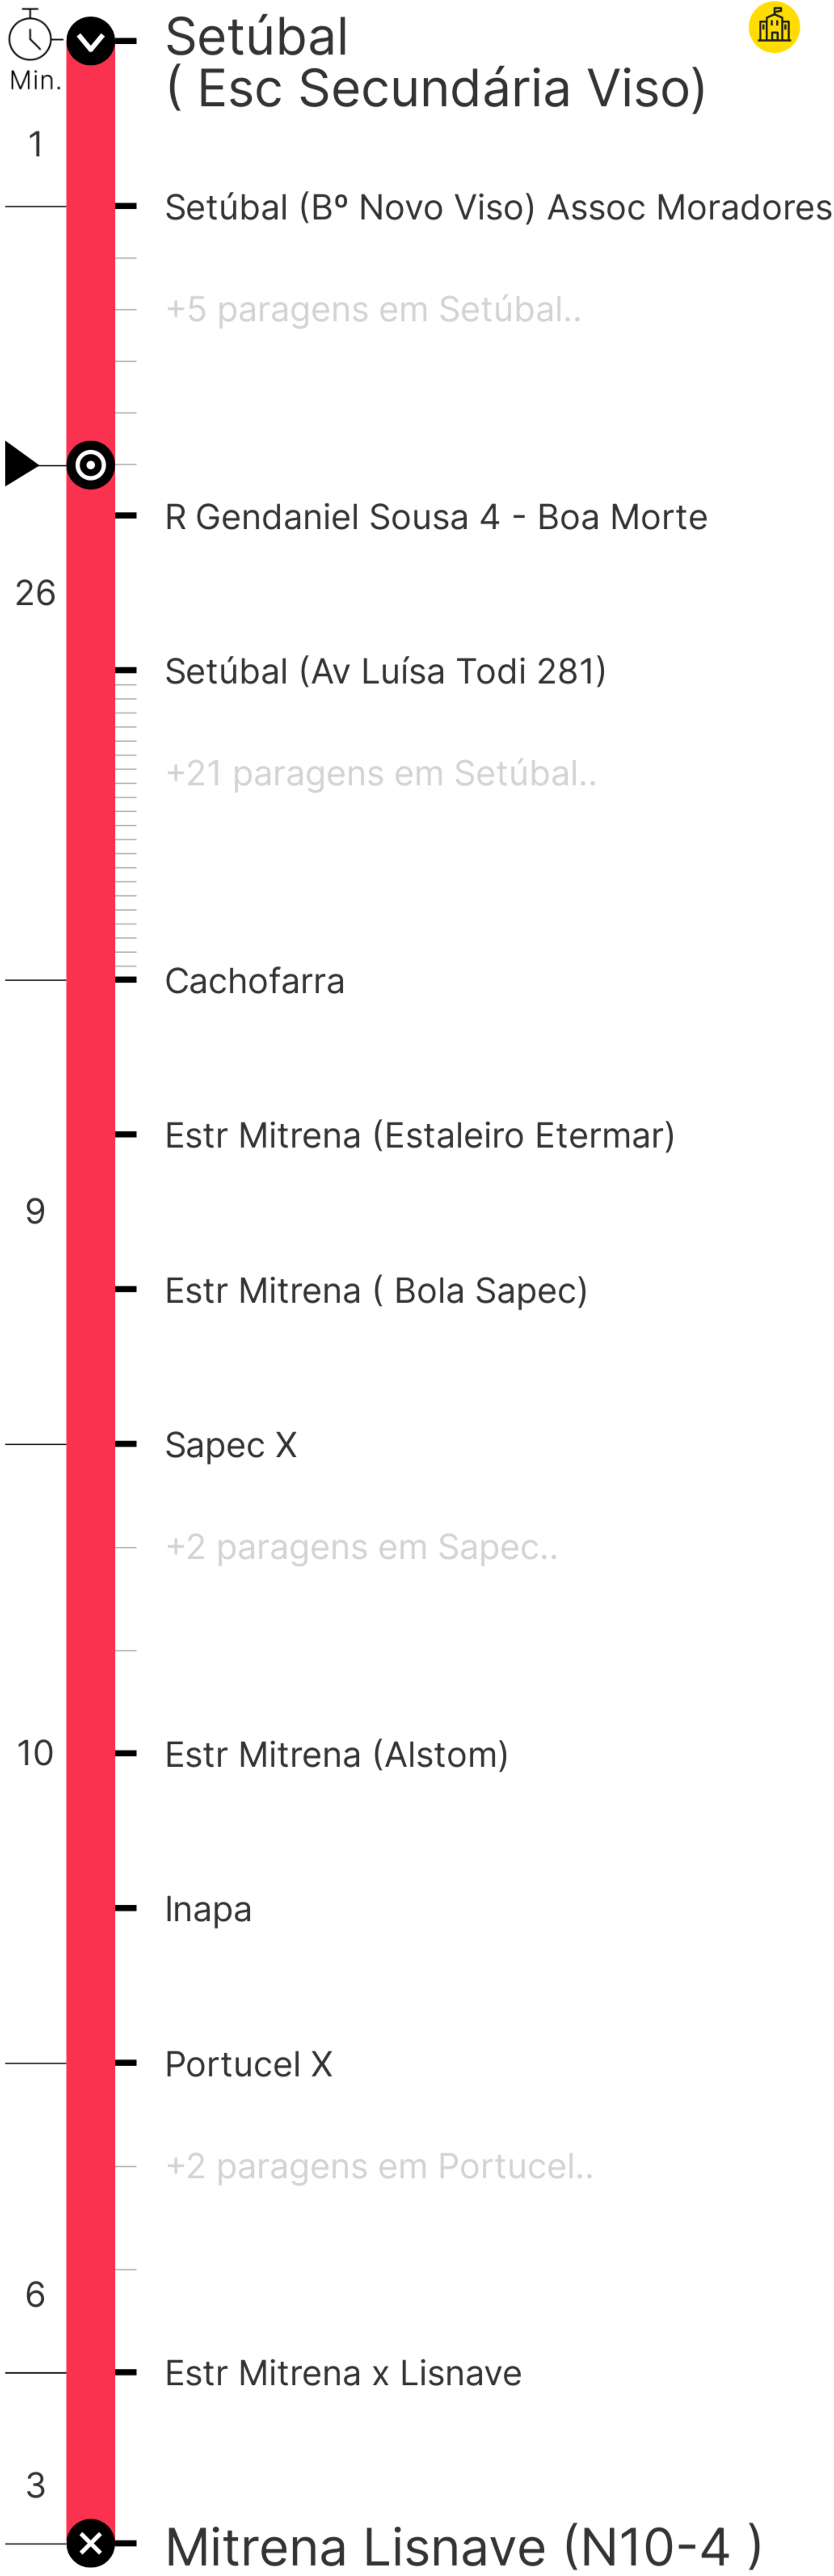 Min.
Setúbal
( Esc Secundária Viso)
1
Setúbal (Bº Novo Viso) Assoc Moradores
+5 paragens em Setúbal..
R Gendaniel Sousa 4 - Boa Morte
26
Setúbal (Av Luísa Todi 281)
+21 paragens em Setúbal..
Cachofarra
Estr Mitrena (Estaleiro Etermar)
9
Estr Mitrena ( Bola Sapec)
Sapec X
+2 paragens em Sapec..
10
Estr Mitrena (Alstom)
Inapa
Portucel X
+2 paragens em Portucel..
6
Estr Mitrena x Lisnave
3
Mitrena Lisnave (N10-4 )